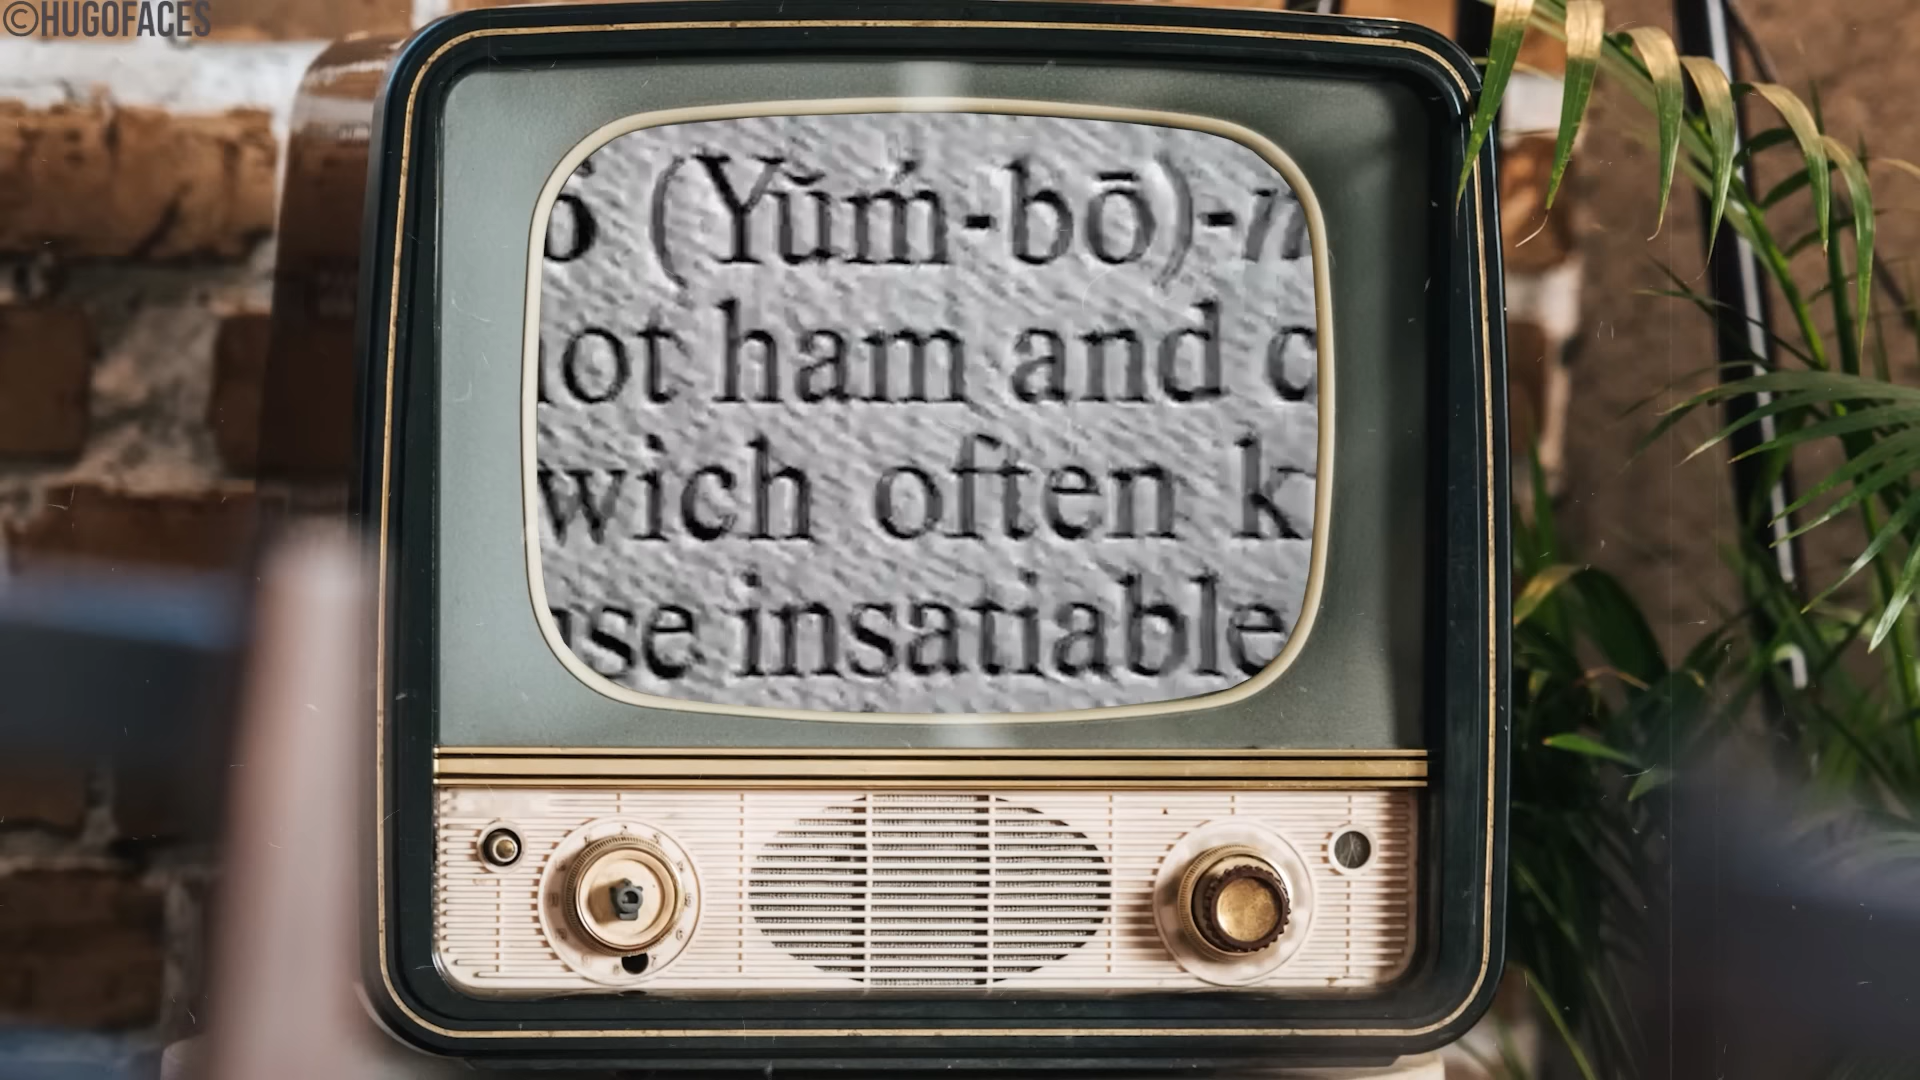 ©HUGOFACES
(Yŭḿ-bō)-n
ot ham and c
wich often k
se insatiable